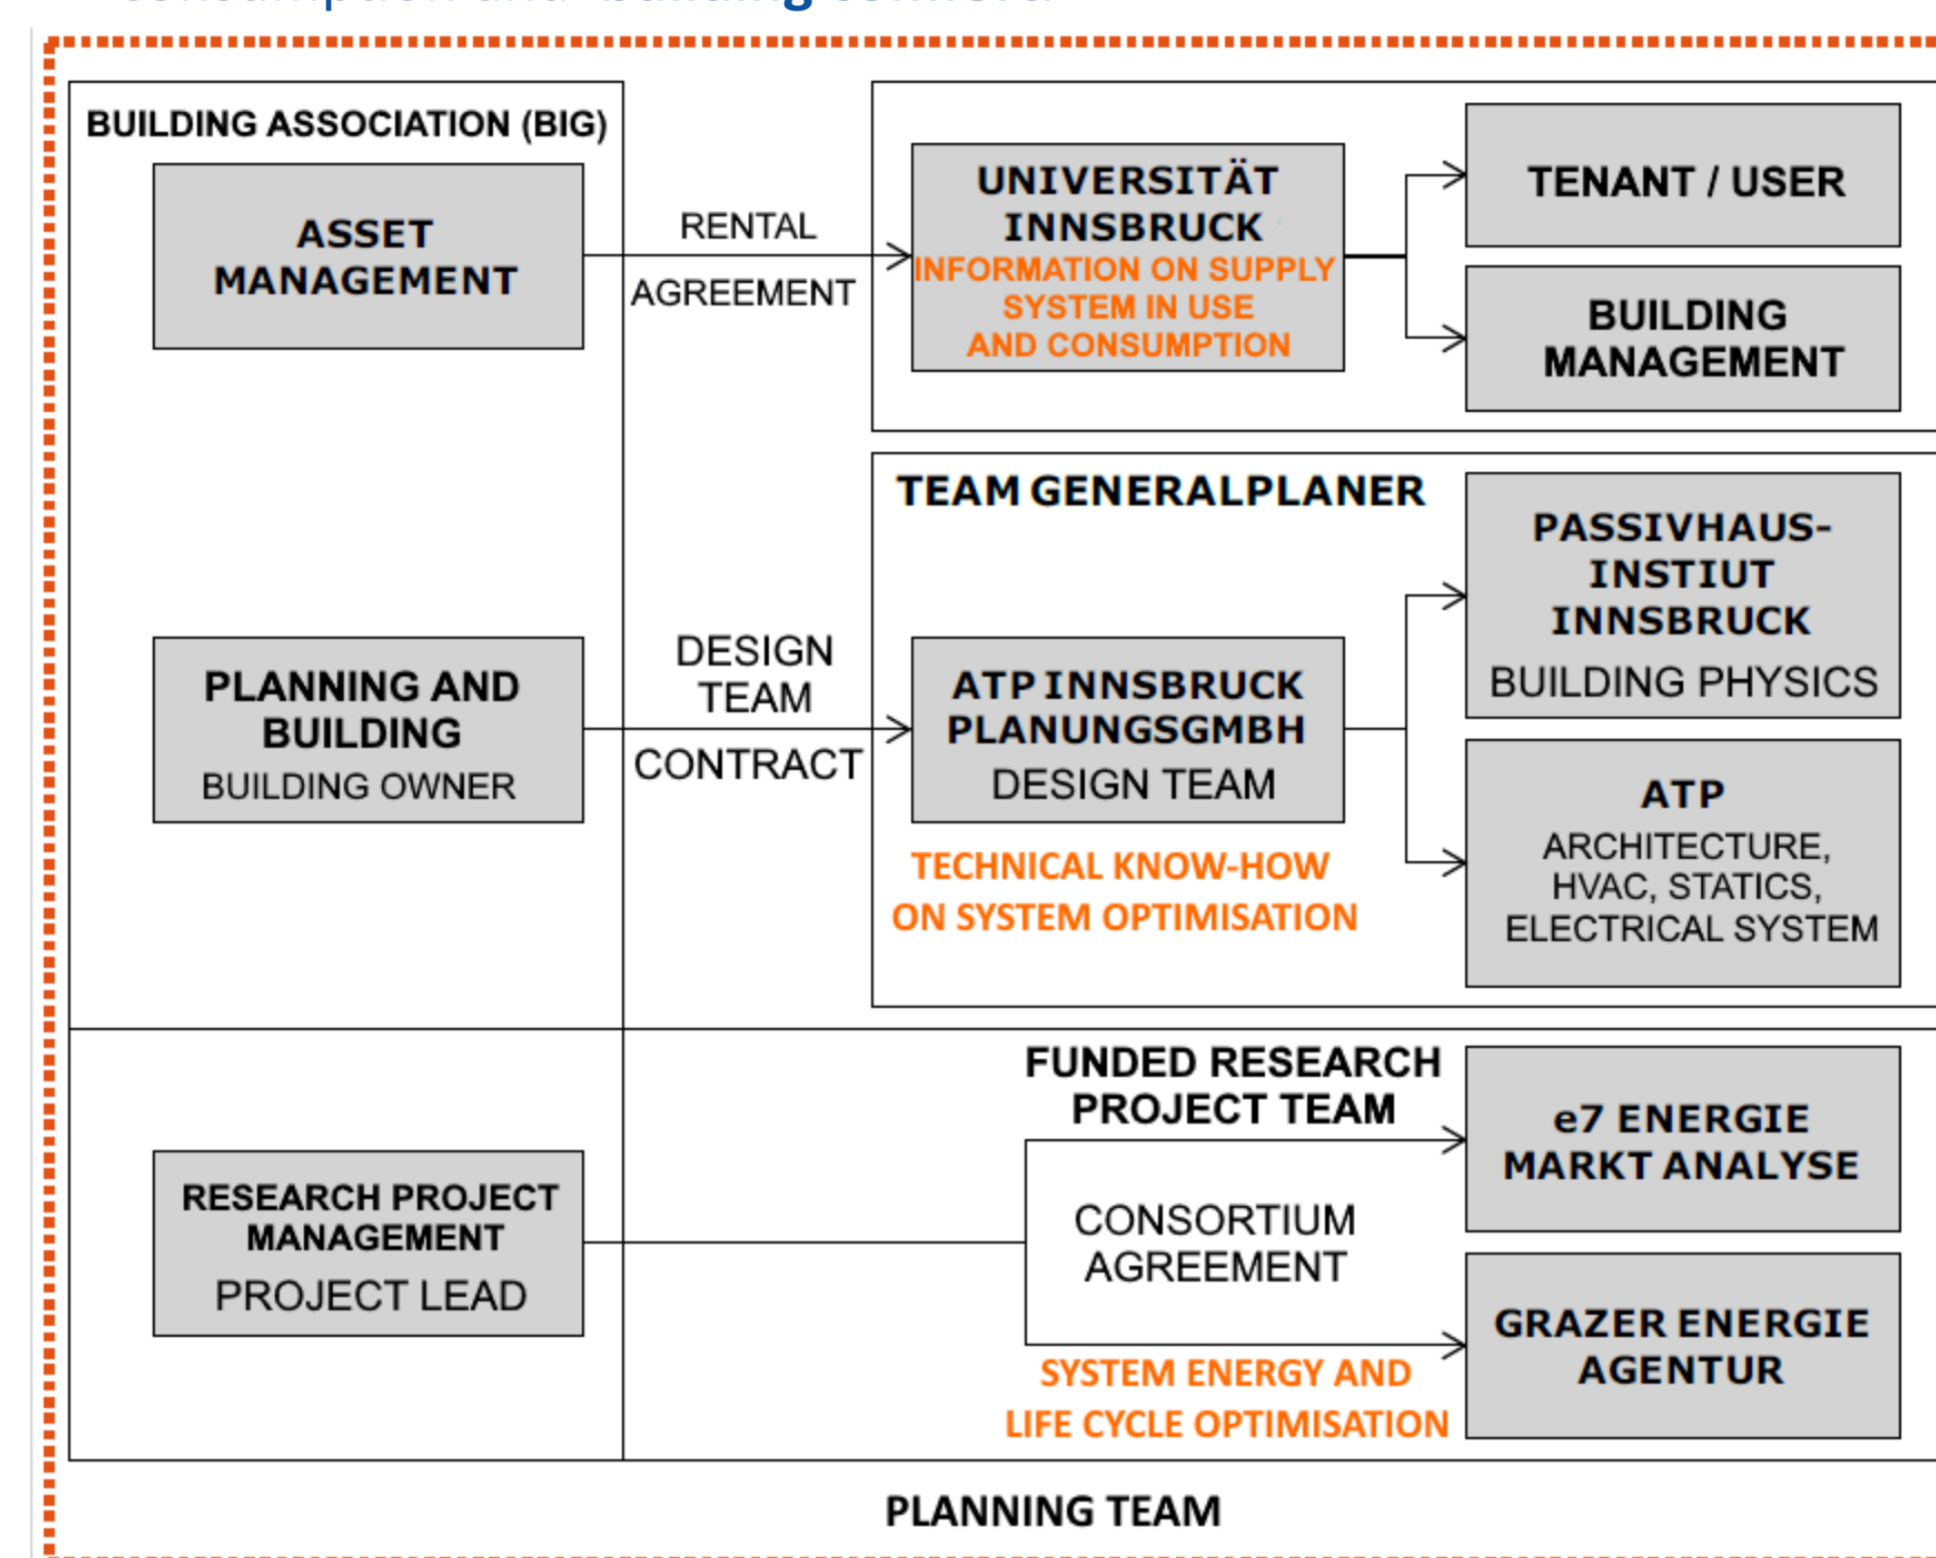 BUILDING ASSOCIATION (BIG)
ASSET
MANAGEMENT
RENTAL
AGREEMENT
UNIVERSITÄT
INNSBRUCK
INFORMATION ON SUPPLY
SYSTEM IN USE
AND CONSUMPTION
TENANT / USER
BUILDING
MANAGEMENT
PLANNING AND
BUILDING
BUILDING OWNER
DESIGN
TEAM
CONTRACT
TEAM GENERALPLANER
ATP INNSBRUCK
PLANUNGSGMBH
DESIGN TEAM
TECHNICAL KNOW-HOW
ON SYSTEM OPTIMISATION
PASSIVHAUS-
INSTIUT
INNSBRUCK
BUILDING PHYSICS
ATP
ARCHITECTURE,
HVAC, STATICS,
ELECTRICAL SYSTEM
RESEARCH PROJECT
MANAGEMENT
PROJECT LEAD
FUNDED RESEARCH
PROJECT TEAM
CONSORTIUM
AGREEMENT
SYSTEM ENERGY AND
LIFE CYCLE OPTIMISATION
e7 ENERGIE
MARKT ANALYSE
GRAZER ENERGIE
AGENTUR
PLANNING TEAM